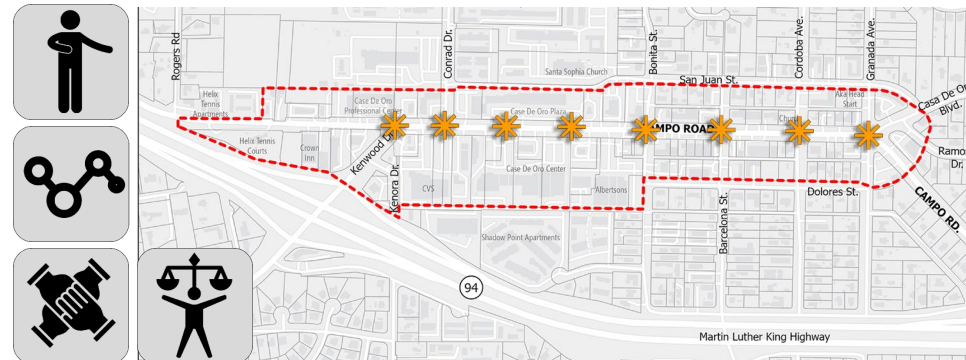 Rogers Rd
Conrad Dr.
Bonita St.
Cordoba Ave.
Granada Ave.
Santa Sophia Church
San Juan St.
Helix
Tennis
Apartments
Case De Oro
Professional Center
Case De Oro Plaza
Aka Head
Start
Casa De Oro
Blvd.
Church
CAMPO ROAD
Helix Tennis
Courts
Crown
Inn
Kenwood Dr.
Case De Oro Center
Ramo
Dr.
Kenora Dr.
CVS
Albertsons
Dolores St.
CAMPO RD.
Barcelona St.
Shadow Point Apartments
94
Martin Luther King Highway